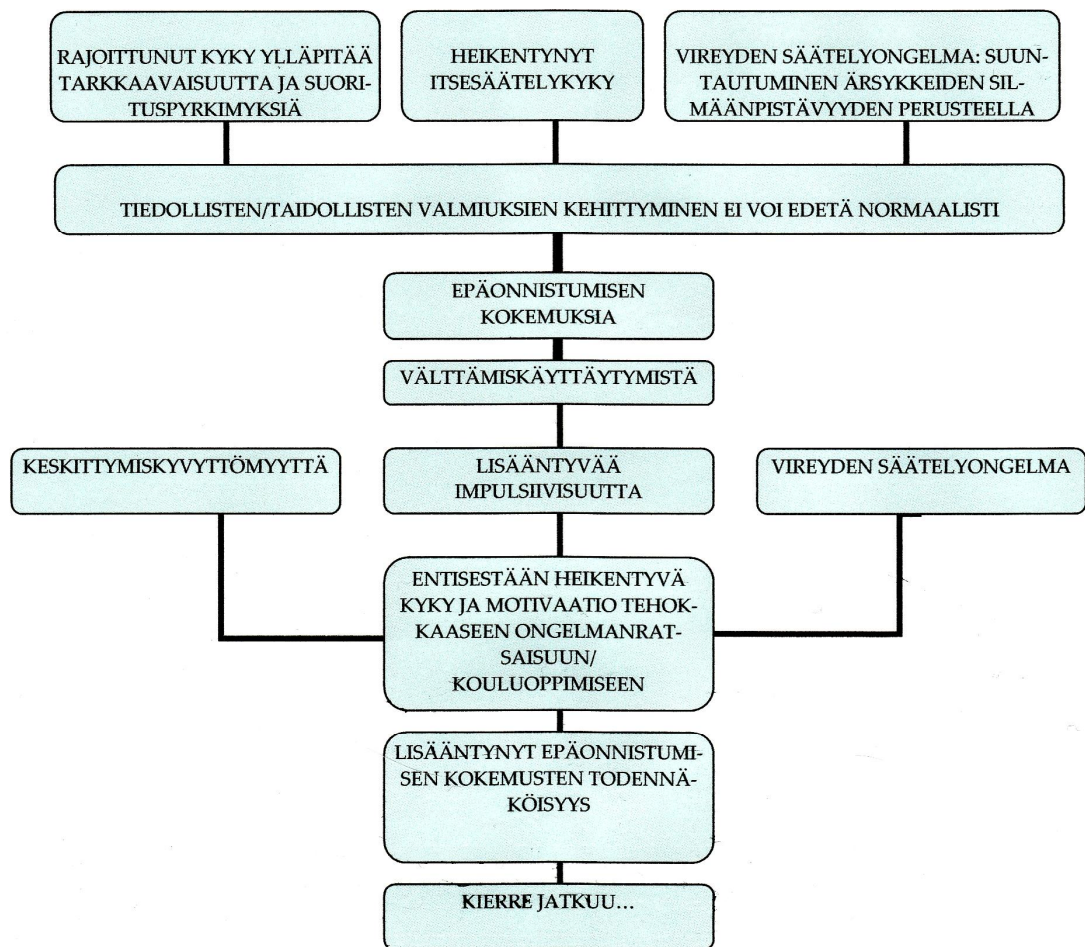 RAJOITTUNUT KYKY YLLÄPITÄÄ
TARKKAAVAISUUTTA JA SUORI-
TUSPYRKIMYKSIÄ
HEIKENTYNYT
ITSESÄÄTELYKYKY
VIREYDEN SÄÄTELYONGELMA: SUUN-
TAUTUMINEN ÄRSYKKEIDEN SIL-
MÄÄNPISTÄVYYDEN PERUSTEELLA
TIEDOLLISTEN/TAIDOLLISTEN VALMIUKSIEN KEHITTYMINEN EI VOI EDETÄ NORMAALISTI
EPÄONNISTUMISEN
KOKEMUKSIA
VÄLTTÄMISKÄYTTÄYTYMISTÄ
KESKITTYMISKYVYTTÖMYYTTÄ
LISÄÄNTYVÄÄ
IMPULSIIVISUUTTA
VIREYDEN SÄÄTELYONGELMA
ENTISESTÄÄN HEIKENTYVÄ
KYKY JA MOTIVAATIO TEHOK-
KAASEEN ONGELMANRAT-
SAISUUN/
KOULUOPPIMISEEN
LISÄÄNTYNYT EPÄONNISTUMI-
SEN KOKEMUSTEN TODENNÄ-
KÖISYYS
KIERRE JATKUU…